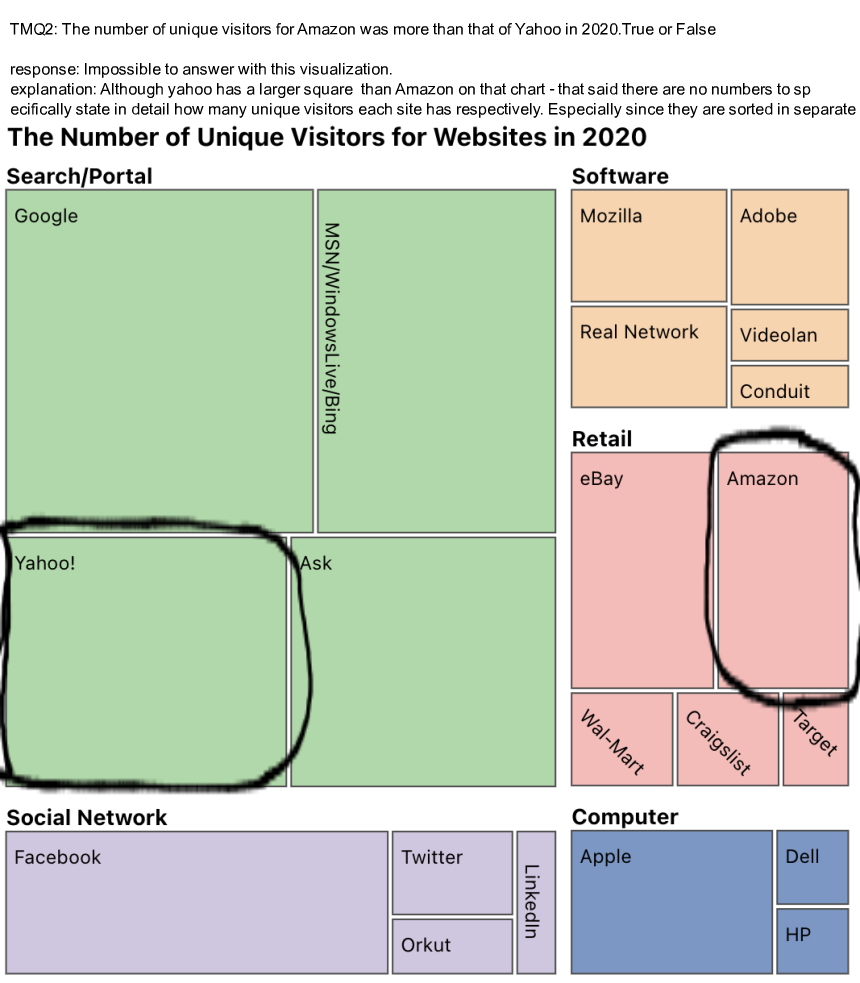 TMQ2: The number of unique visitors for Amazon was more than that of Yahoo in 2020.True or False
response: Impossible to answer with this visualization.
explanation: Although yahoo has a larger square  than Amazon on that chart - that said there are no numbers to sp
ecifically state in detail how many unique visitors each site has respectively. Especially since they are sorted in separate
The Number of Unique Visitors for Websites in 2020
Search/Portal
Google
MSN/WindowsLive/Bing
Yahoo!
Ask
Software
Mozilla
Adobe
Real Network
Videolan
Conduit
Retail
eBay
Amazon
Wal-Mart
Craigslist
Target
Social Network
Facebook
Twitter
Orkut
LinkedIn
Computer
Apple
Dell
HP